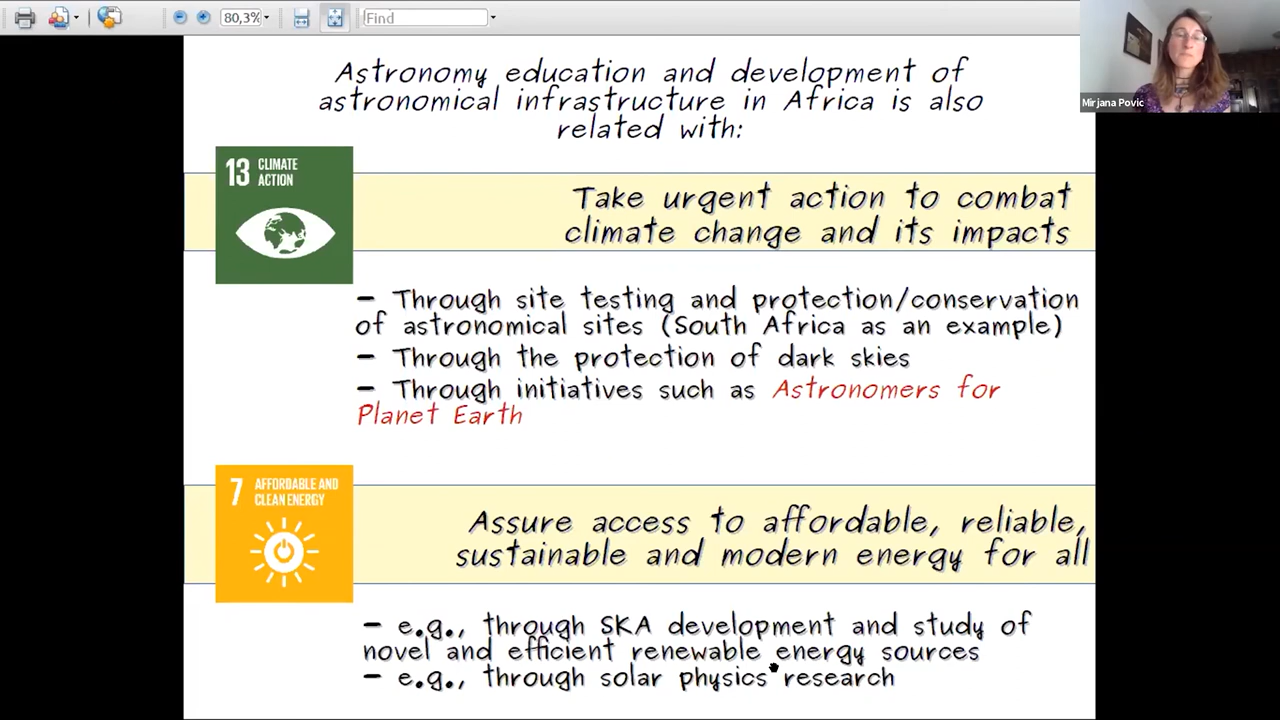 80,3%
Find
Mirjana Povic
Astronomy education and development of
astronomical infrastructure in Africa is also
related with:
13 CLIMATE
ACTION
Take urgent action to combat
climate change and its impacts
– Through site testing and protection/conservation
of astronomical sites (South Africa as an example)
– Through the protection of dark skies
– Through initiatives such as Astronomers for
Planet Earth
7 AFFORDABLE AND
CLEAN ENERGY
Assure access to affordable, reliable,
sustainable and modern energy for all
– e.g., through SKA development and study of
novel and efficient renewable energy sources
– e.g., through solar physics research